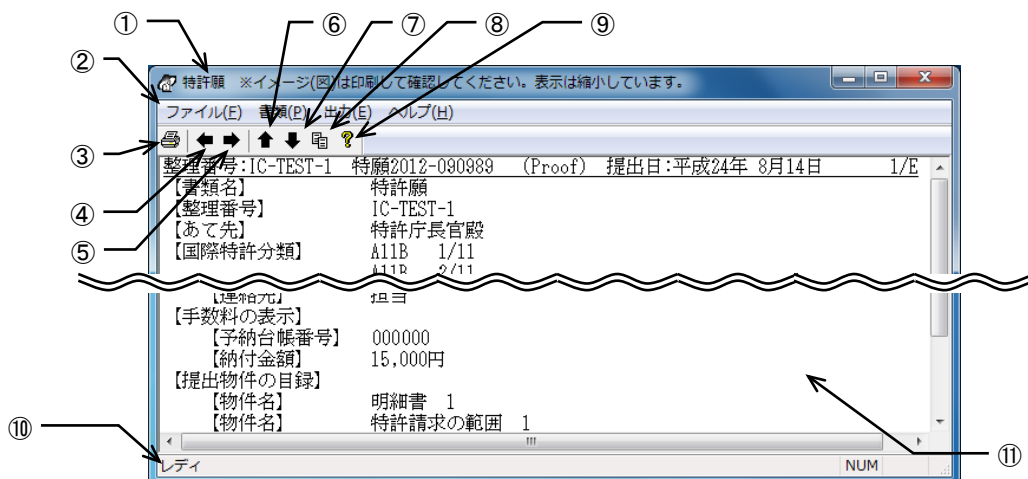 ① ⑥ ⑦ ⑧ ⑨
②
特許願 ※イメージ(図)は印刷して確認してください。表示は縮小しています。
ファイル(F) 書類(P) 出力(E) ヘルプ(H)
③
整理番号:IC-TEST-1 特願2012-090989 (Proof) 提出日:平成24年 8月14日 1/E
【書類名】 特許願
④ 【整理番号】 IC-TEST-1
【あて先】 特許庁長官殿
⑤ 【国際特許分類】 A11B 1/11
A11B 2/11
【連絡先】 担当
【手数料の表示】
【予納台帳番号】 000000
【納付金額】 15,000円
【提出物件の目録】
【物件名】 明細書 1
⑩ 【物件名】 特許請求の範囲 1
⑪
レディ NUM